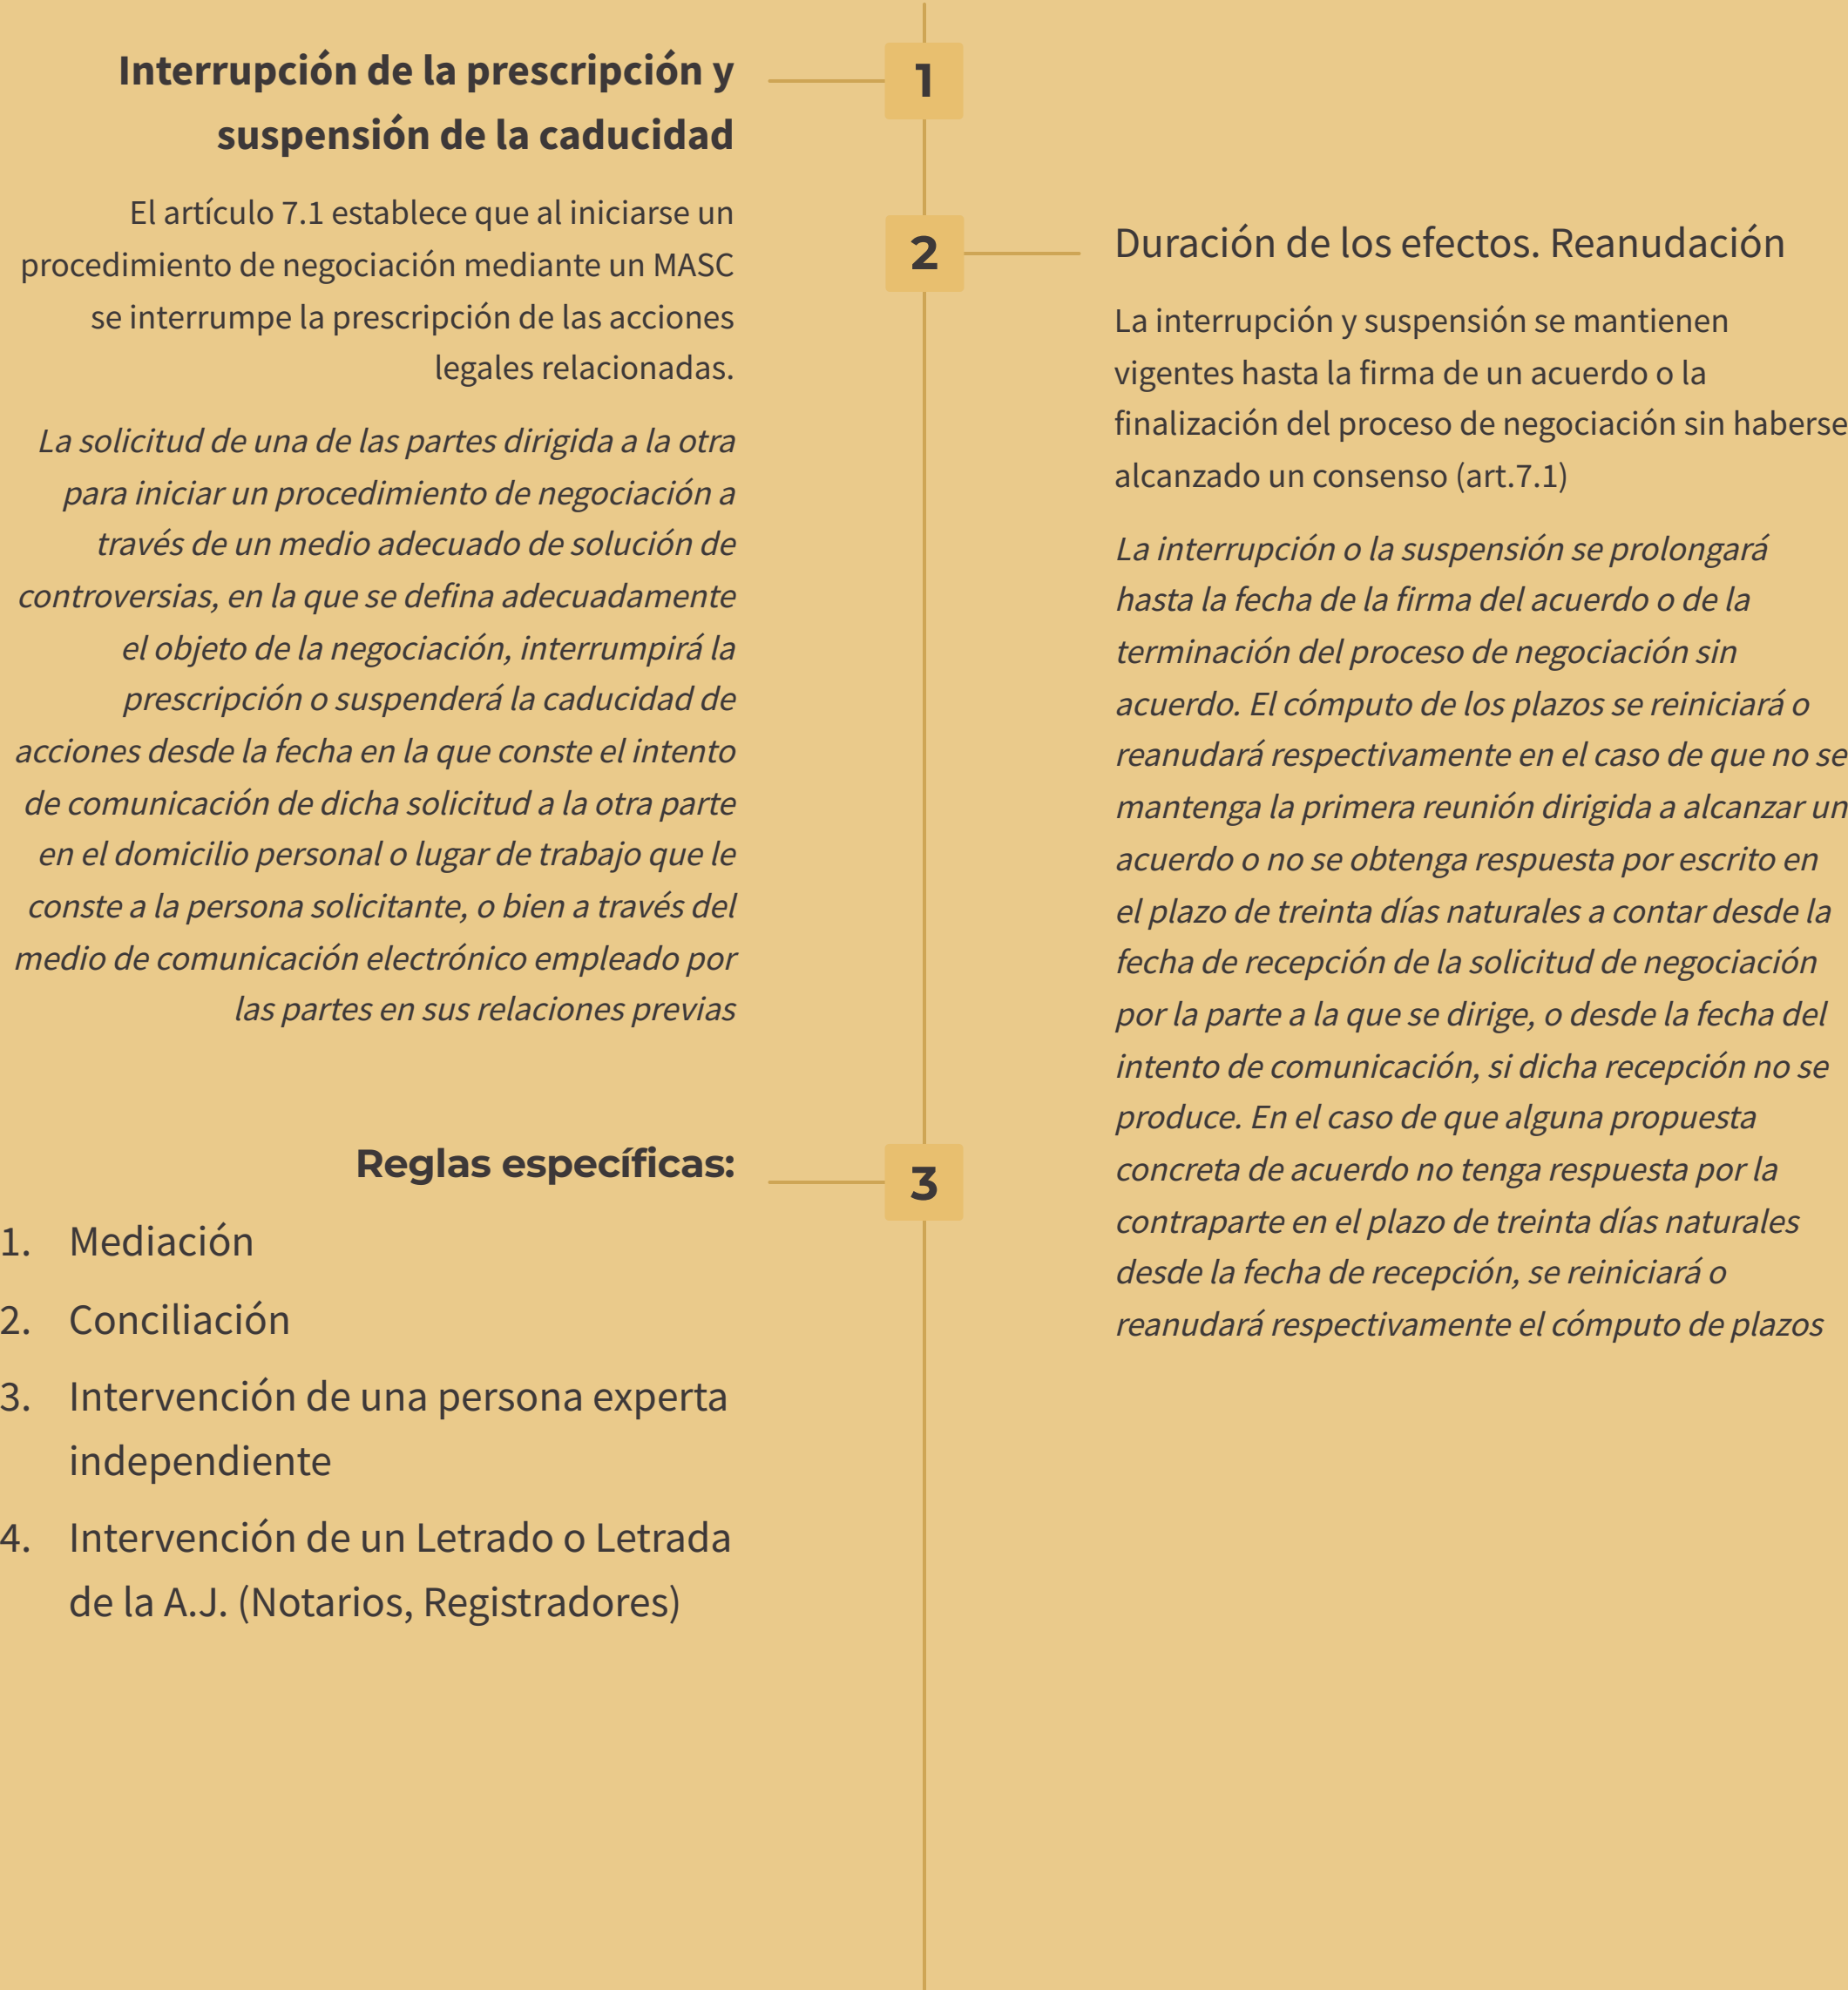 1
Interrupción de la prescripción y
suspensión de la caducidad
El artículo 7.1 establece que al iniciarse un
procedimiento de negociación mediante un MASC
se interrumpe la prescripción de las acciones
legales relacionadas.
La solicitud de una de las partes dirigida a la otra
para iniciar un procedimiento de negociación a
través de un medio adecuado de solución de
controversias, en la que se defina adecuadamente
el objeto de la negociación, interrumpirá la
prescripción o suspenderá la caducidad de
acciones desde la fecha en la que conste el intento
de comunicación de dicha solicitud a la otra parte
en el domicilio personal o lugar de trabajo que le
conste a la persona solicitante, o bien a través del
medio de comunicación electrónico empleado por
las partes en sus relaciones previas
2
Duración de los efectos. Reanudación
La interrupción y suspensión se mantienen
vigentes hasta la firma de un acuerdo o la
finalización del proceso de negociación sin haberse
alcanzado un consenso (art.7.1)
La interrupción o la suspensión se prolongará
hasta la fecha de la firma del acuerdo o de la
terminación del proceso de negociación sin
acuerdo. El cómputo de los plazos se reiniciará o
reanudará respectivamente en el caso de que no se
mantenga la primera reunión dirigida a alcanzar un
acuerdo o no se obtenga respuesta por escrito en
el plazo de treinta días naturales a contar desde la
fecha de recepción de la solicitud de negociación
por la parte a la que se dirige, o desde la fecha del
intento de comunicación, si dicha recepción no se
produce. En el caso de que alguna propuesta
concreta de acuerdo no tenga respuesta por la
contraparte en el plazo de treinta días naturales
desde la fecha de recepción, se reiniciará o
reanudará respectivamente el cómputo de plazos
3
Reglas específicas:
1. Mediación
2. Conciliación
3. Intervención de una persona experta
independiente
4. Intervención de un Letrado o Letrada
de la A.J. (Notarios, Registradores)